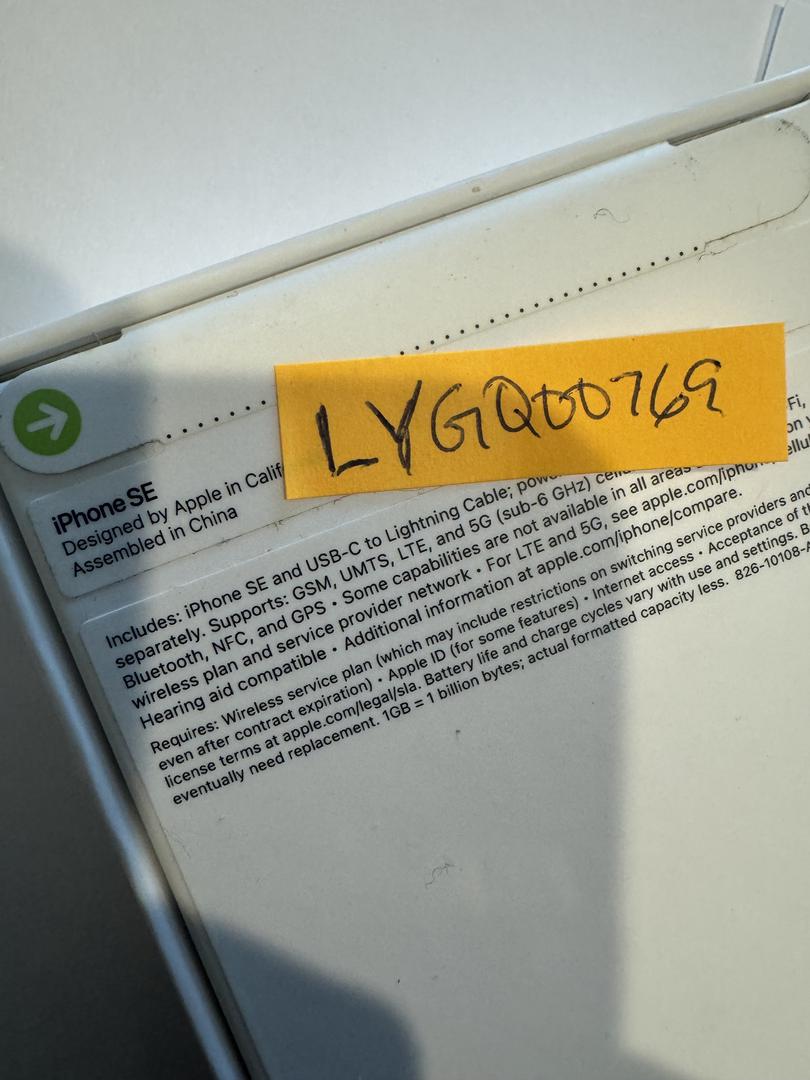 LYGQ00769
iPhone SE
Designed by Apple in
Assembled in China
Includes: iPhone SE and USB-C to Lightning Cable;
separately. Supports: GSM, UMTS, LTE, and 5G (sub-6 GHz)
Bluetooth, NFC, and GPS • Some capabilities are not available in all areas
wireless plan and service provider network • For LTE and 5G, see
Hearing aid compatible • Additional information at apple.com/iphone/compare.
Requires: Wireless service plan (which may include restrictions on switching service providers and
even after contract expiration) • Apple ID (for some features) • Internet access • Acceptance of
license terms at apple.com/legal/sla. Battery life and charge cycles vary with use and settings.
eventually need replacement. 1GB = 1 billion bytes; actual formatted capacity less. 826-10108-A